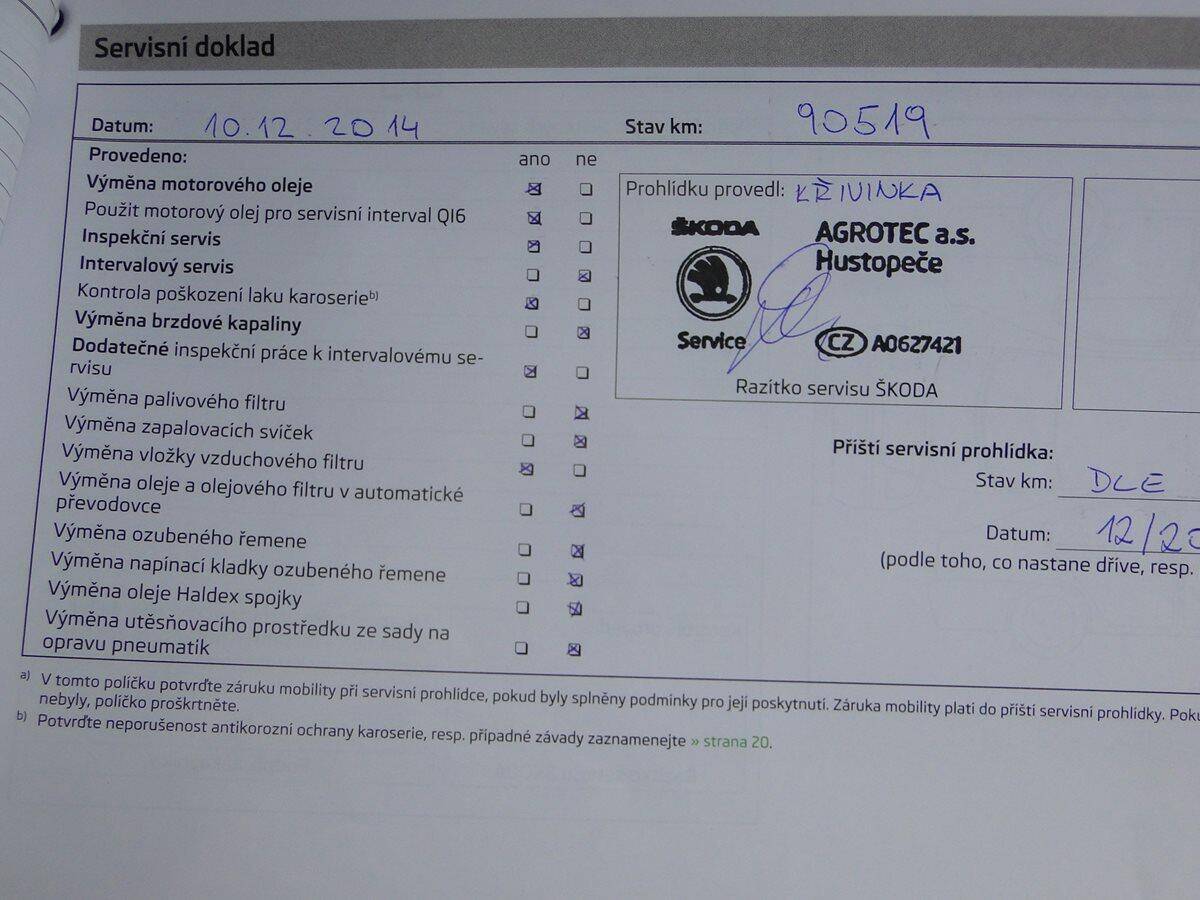 Servisní doklad
Datum: 10.12.2014 Stav km: 90519
Provedeno: ano ne
Výměna motorového oleje
Použit motorový olej pro servisní interval QI6
Inspekční servis
Intervalový servis
Kontrola poškození laku karoserie b)
Výměna brzdové kapaliny
Dodatečné inspekční práce k intervalovému se-
rvisu
Výměna palivového filtru
Výměna zapalovacích svíček
Výměna vložky vzduchového filtru
Výměna oleje a olejového filtru v automatické
převodovce
Výměna ozubeného řemene
Výměna napínací kladky ozubeného řemene
Výměna oleje Haldex spojky
Výměna utěsňovacího prostředku ze sady na
opravu pneumatik
Prohlídku provedl: KŘIVINKA
ŠKODA
Service
AGROTEC a.s.
Hustopeče
CZ A0627421
Razítko servisu ŠKODA
Příští servisní prohlídka:
Stav km: DLE
Datum: 12/20
(podle toho, co nastane dříve, resp.
a) V tomto políčku potvrďte záruku mobility při servisní prohlídce, pokud byly splněny podmínky pro její poskytnutí. Záruka mobility platí do příští servisní prohlídky. Poku
nebyly, políčko proškrtněte.
b) Potvrďte neporušenost antikorozní ochrany karoserie, resp. případné závady zaznamenejte » strana 20.